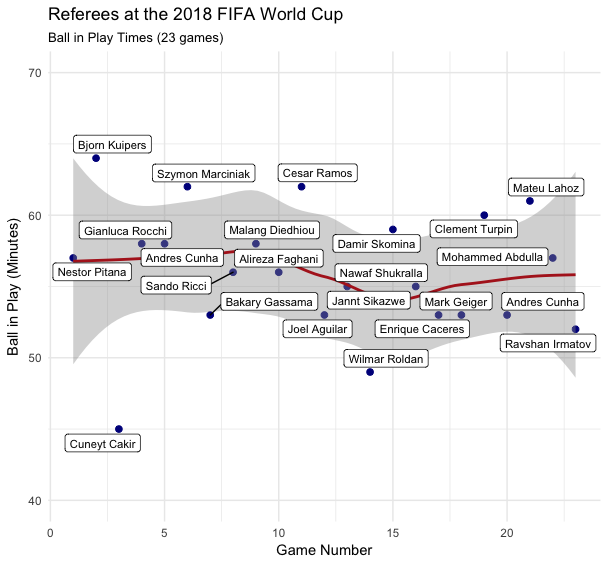 Referees at the 2018 FIFA World Cup
Ball in Play Times (23 games)
70
60
50
40
Ball in Play (Minutes)
Bjorn Kuipers
Szymon Marciniak
Cesar Ramos
Mateu Lahoz
Gianluca Rocchi
Malang Diedhiou
Clement Turpin
Damir Skomina
Andres Cunha
Alireza Faghani
Mohammed Abdulla
Nestor Pitana
Nawaf Shukralla
Sando Ricci
Bakary Gassama
Jannt Sikazwe
Mark Geiger
Andres Cunha
Joel Aguilar
Enrique Caceres
Ravshan Irmatov
Wilmar Roldan
Cuneyt Cakir
0
5
10
15
20
Game Number